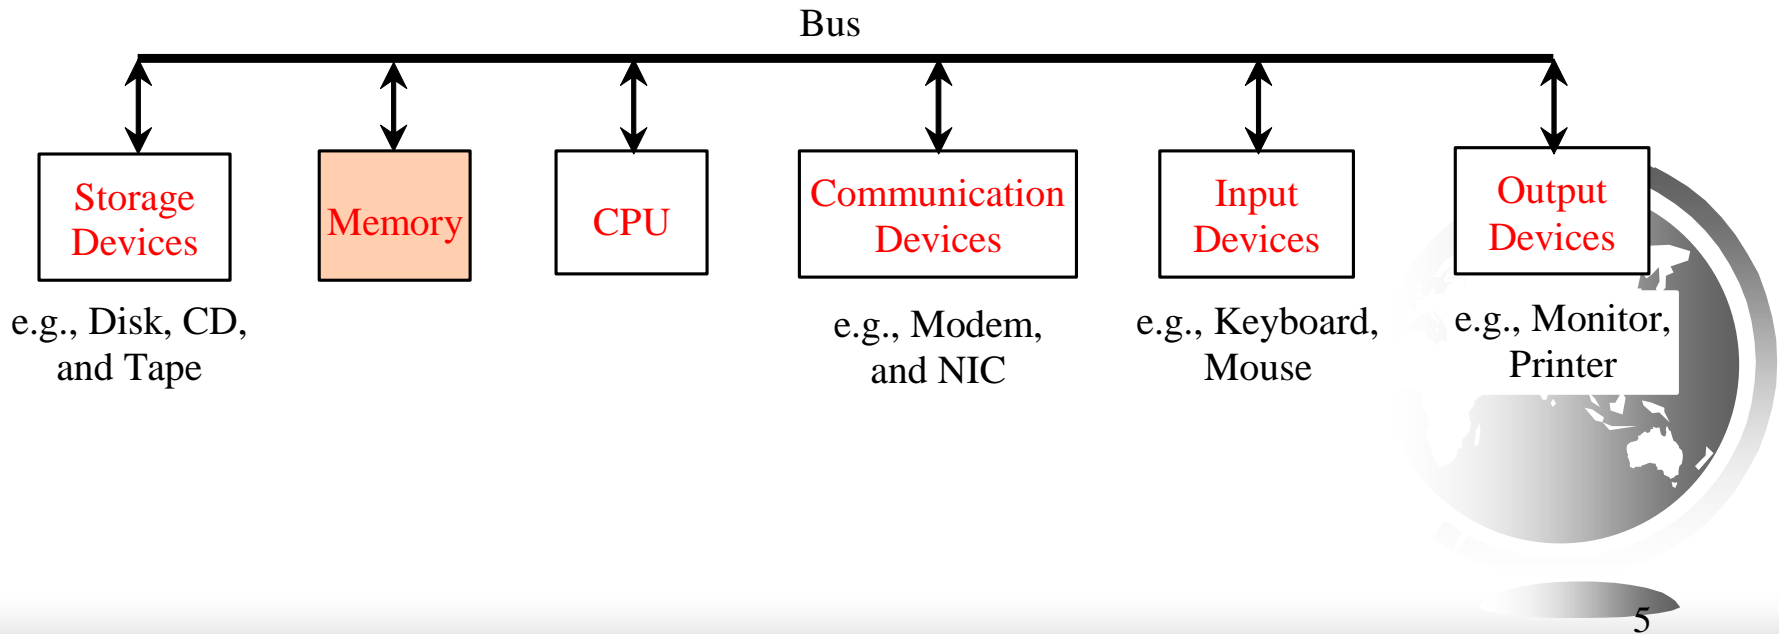 Bus
Storage
Devices
Memory
CPU
Communication
Devices
Input
Devices
Output
Devices
e.g., Disk, CD,
and Tape
e.g., Modem,
and NIC
e.g., Keyboard,
Mouse
e.g., Monitor,
Printer
5